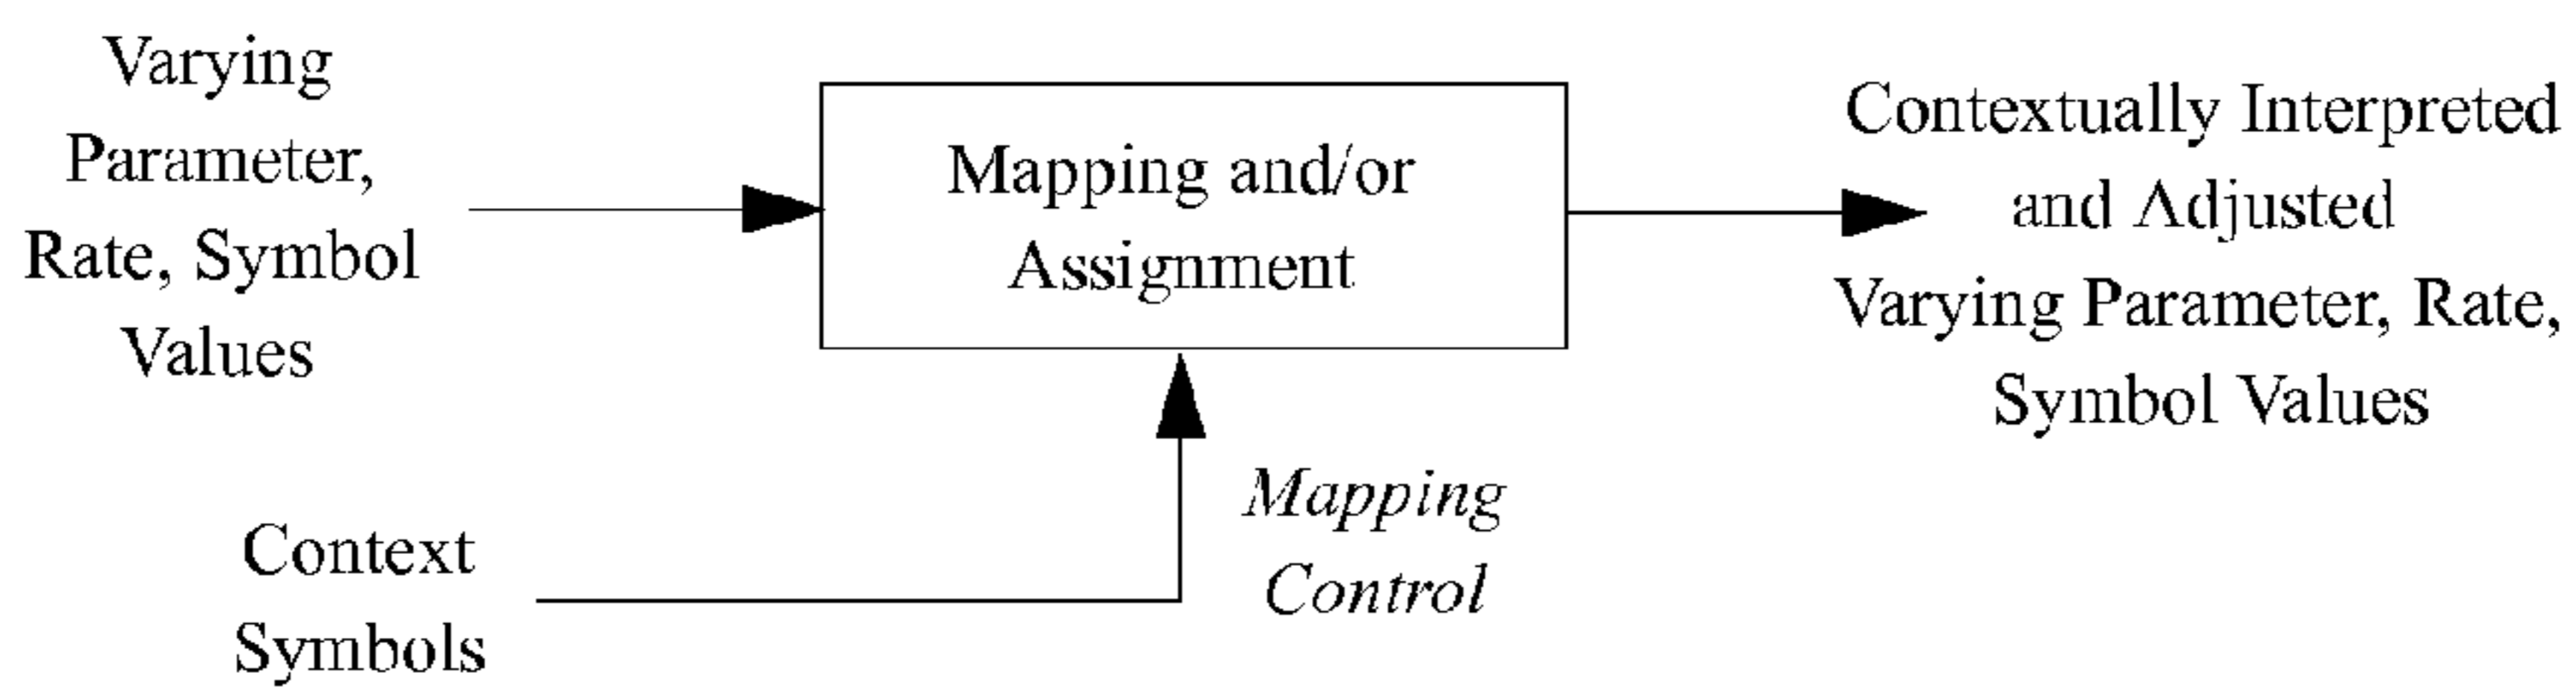 Varying
Parameter,
Rate, Symbol
Values
Mapping and/or
Assignment
Contextually Interpreted
and Adjusted
Varying Parameter, Rate,
Symbol Values
Context
Symbols
Mapping
Control